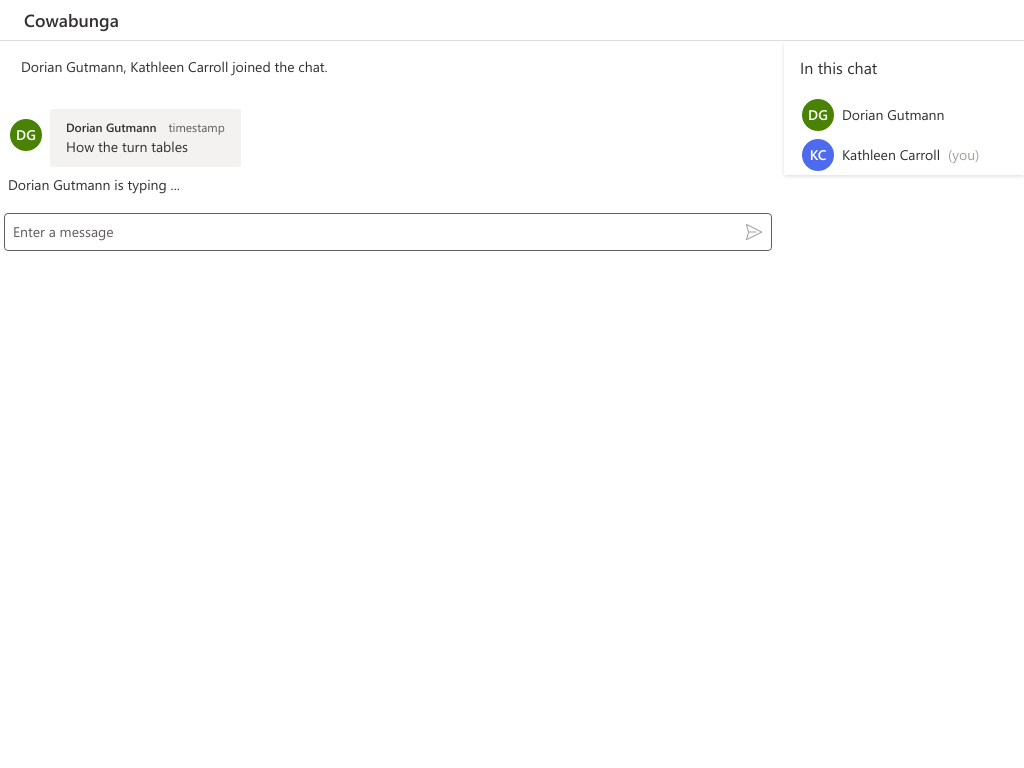 Cowabunga
Dorian Gutmann, Kathleen Carroll joined the chat.
DG
Dorian Gutmann timestamp
How the turn tables
Dorian Gutmann is typing ...
Enter a message
In this chat
DG Dorian Gutmann
KC Kathleen Carroll (you)